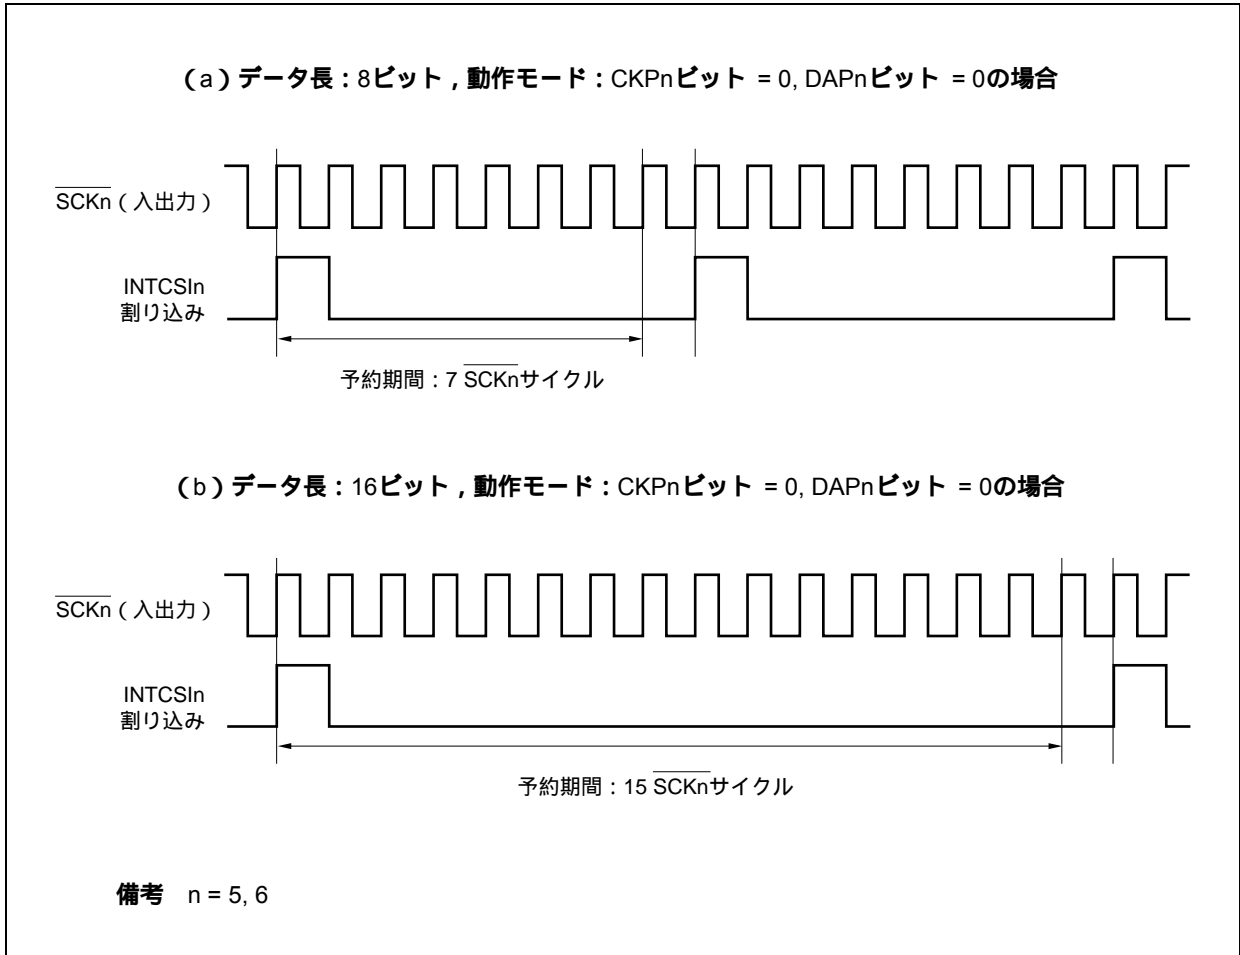 (a)データ長:8ビット,動作モード:CKPnビット = 0, DAPnビット = 0の場合
SCKn(入出力)
INTCSIn
割り込み
予約期間:7 SCKnサイクル
(b)データ長:16ビット,動作モード:CKPnビット = 0, DAPnビット = 0の場合
SCKn(入出力)
INTCSIn
割り込み
予約期間:15 SCKnサイクル
備考 n = 5, 6